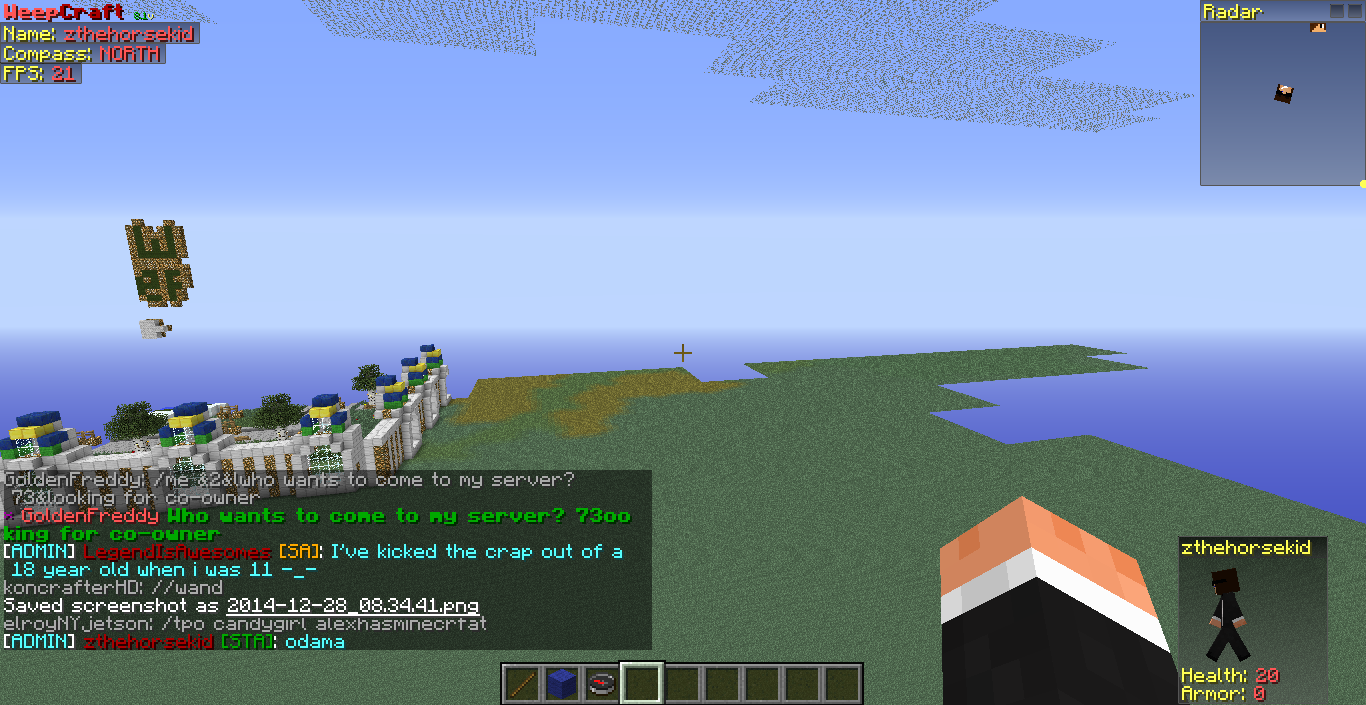 WeepCraft
Name: zthehorsekid
Compass: NORTH
FPS: 21
Radar
GoldenFreddy: /me &2&lwho wants to come to my server?
73&looking for co-owner
* GoldenFreddy Who wants to come to my server? 73oo
king for co-owner
[ADMIN] LegendIsAwesomes [SA]: I've kicked the crap out of a
18 year old when i was 11 -_-
koncrafterHD: //wand
Saved screenshot as 2014-12-28_08.34.41.png
elroyNYjetson: /tpo candygirl alexhasminecrfat
[ADMIN] zthehorsekid [STA]: odama
zthehorsekid
Health: 20
Armor: 0